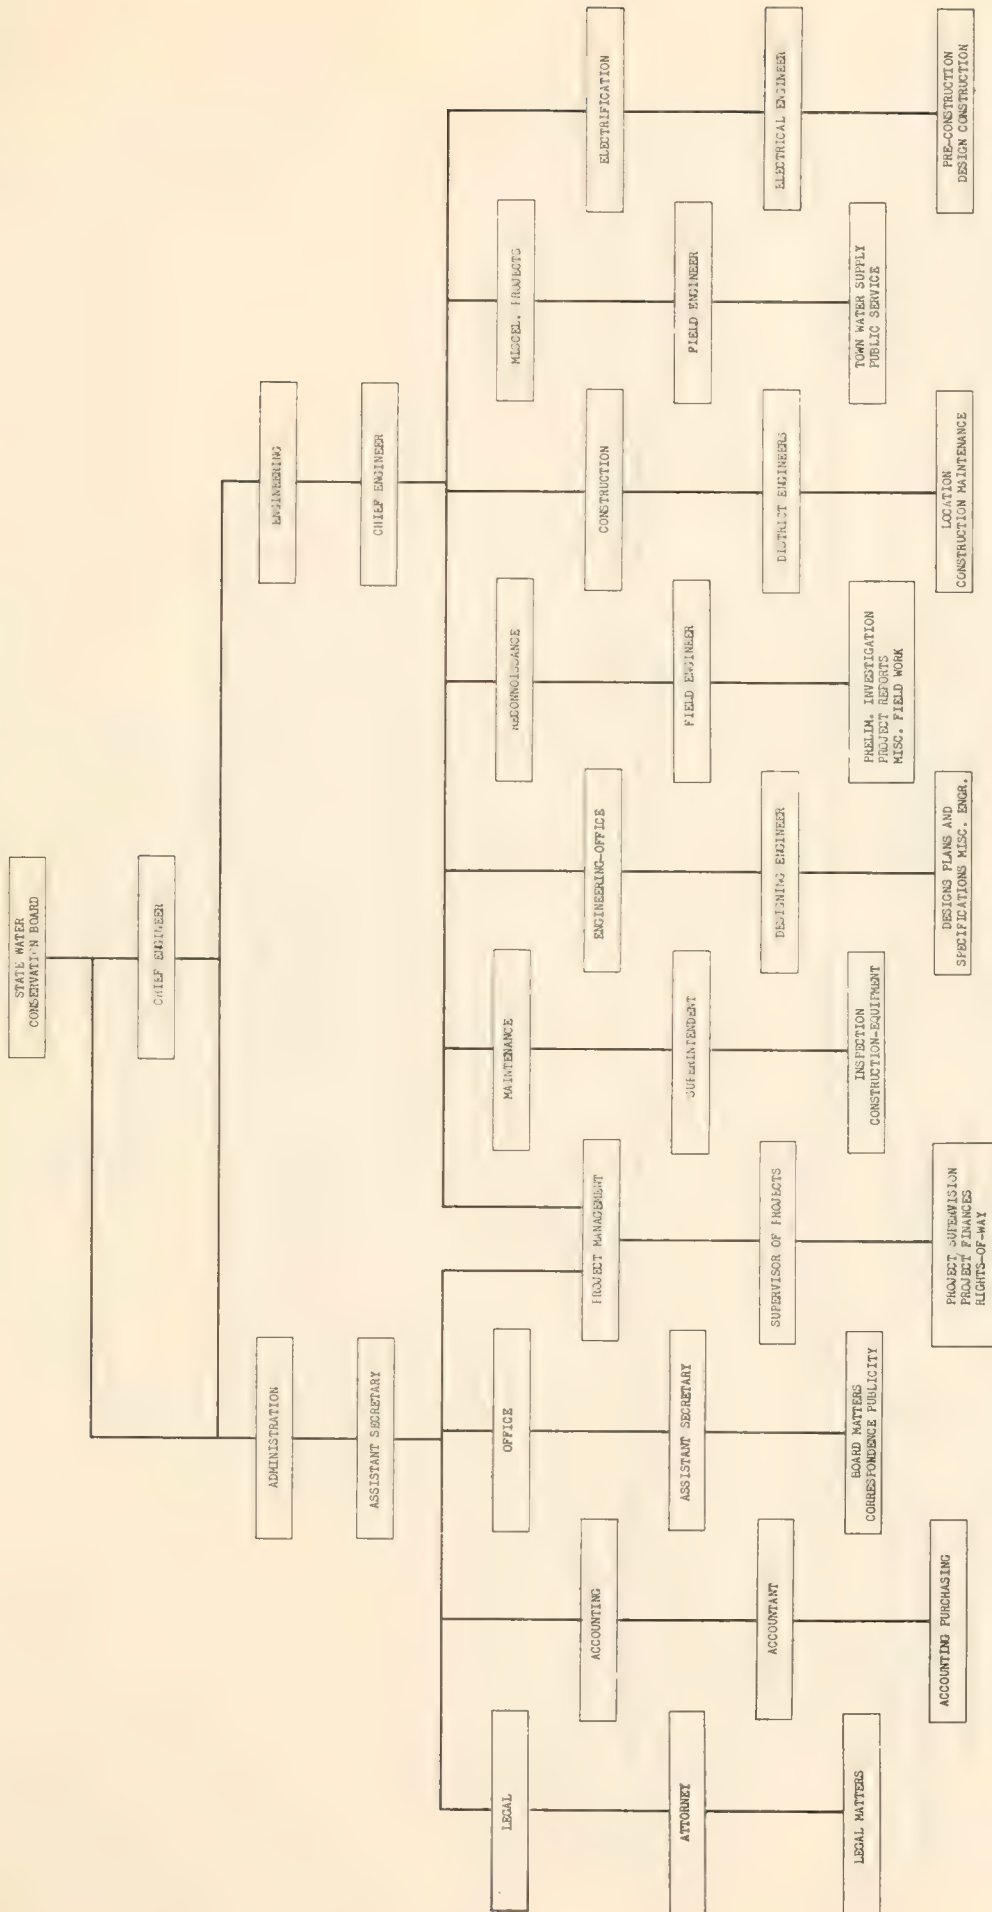 STATE WATER
CONSERVATION BOARD
CHIEF ENGINEER
ADMINISTRATION
ENGINEERING
ASSISTANT SECRETARY
CHIEF ENGINEER
LEGAL
OFFICE
MAINTENANCE
RECONNOISSANCE
MISCEL. PROJECTS
ACCOUNTING
PROJECT MANAGEMENT
ENGINEERING-OFFICE
CONSTRUCTION
ELECTRIFICATION
ATTORNEY
ASSISTANT SECRETARY
SUPERINTENDENT
FIELD ENGINEER
FIELD ENGINEER
ACCOUNTANT
SUPERVISOR OF PROJECTS
DESIGNING ENGINEER
DISTRICT ENGINEERS
ELECTRICAL ENGINEER
LEGAL MATTERS
BOARD MATTERS
CORRESPONDENCE PUBLICITY
INSPECTION
CONSTRUCTION-EQUIPMENT
PRELIM. INVESTIGATION
PROJECT REPORTS
MISC. FIELD WORK
TOWN WATER SUPPLY
PUBLIC SERVICE
ACCOUNTING PURCHASING
PROJECT SUPERVISION
PROJECT FINANCES
RIGHTS-OF-WAY
DESIGNS PLANS AND
SPECIFICATIONS MISC. ENGR.
LOCATION
CONSTRUCTION MAINTENANCE
PRE-CONSTRUCTION
DESIGN CONSTRUCTION